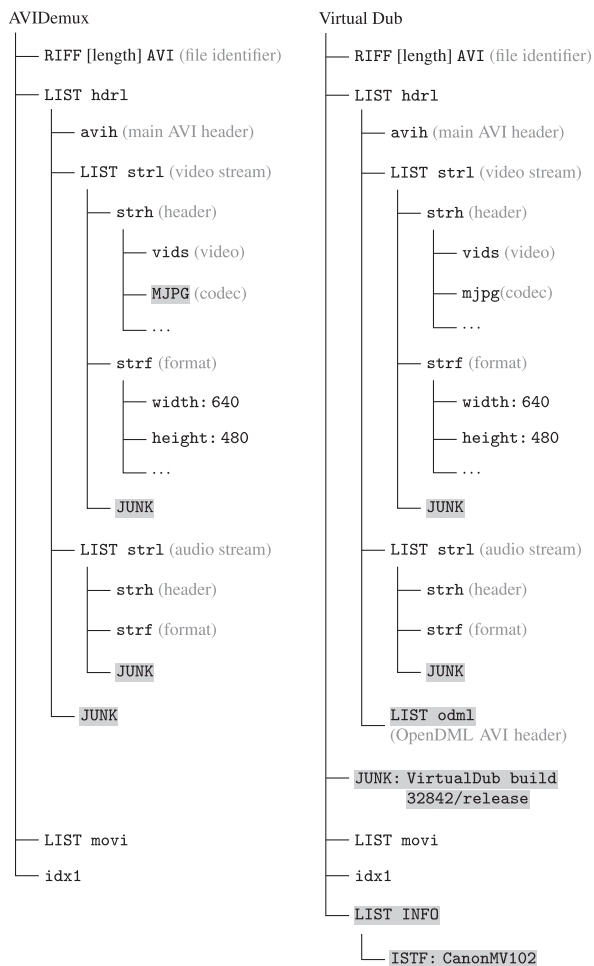 AVIDemux
RIFF [length] AVI (file identifier)
LIST hdrl
avih (main AVI header)
LIST strl (video stream)
strh (header)
vids (video)
MJPG (codec)
...
strf (format)
width: 640
height: 480
...
JUNK
LIST strl (audio stream)
strh (header)
strf (format)
JUNK
JUNK
LIST movi
idx1
Virtual Dub
RIFF [length] AVI (file identifier)
LIST hdrl
avih (main AVI header)
LIST strl (video stream)
strh (header)
vids (video)
mjpg(codec)
...
strf (format)
width: 640
height: 480
...
JUNK
LIST strl (audio stream)
strh (header)
strf (format)
JUNK
LIST odml
(OpenDML AVI header)
JUNK: VirtualDub build
32842/release
LIST movi
idx1
LIST INFO
ISTF: CanonMV102